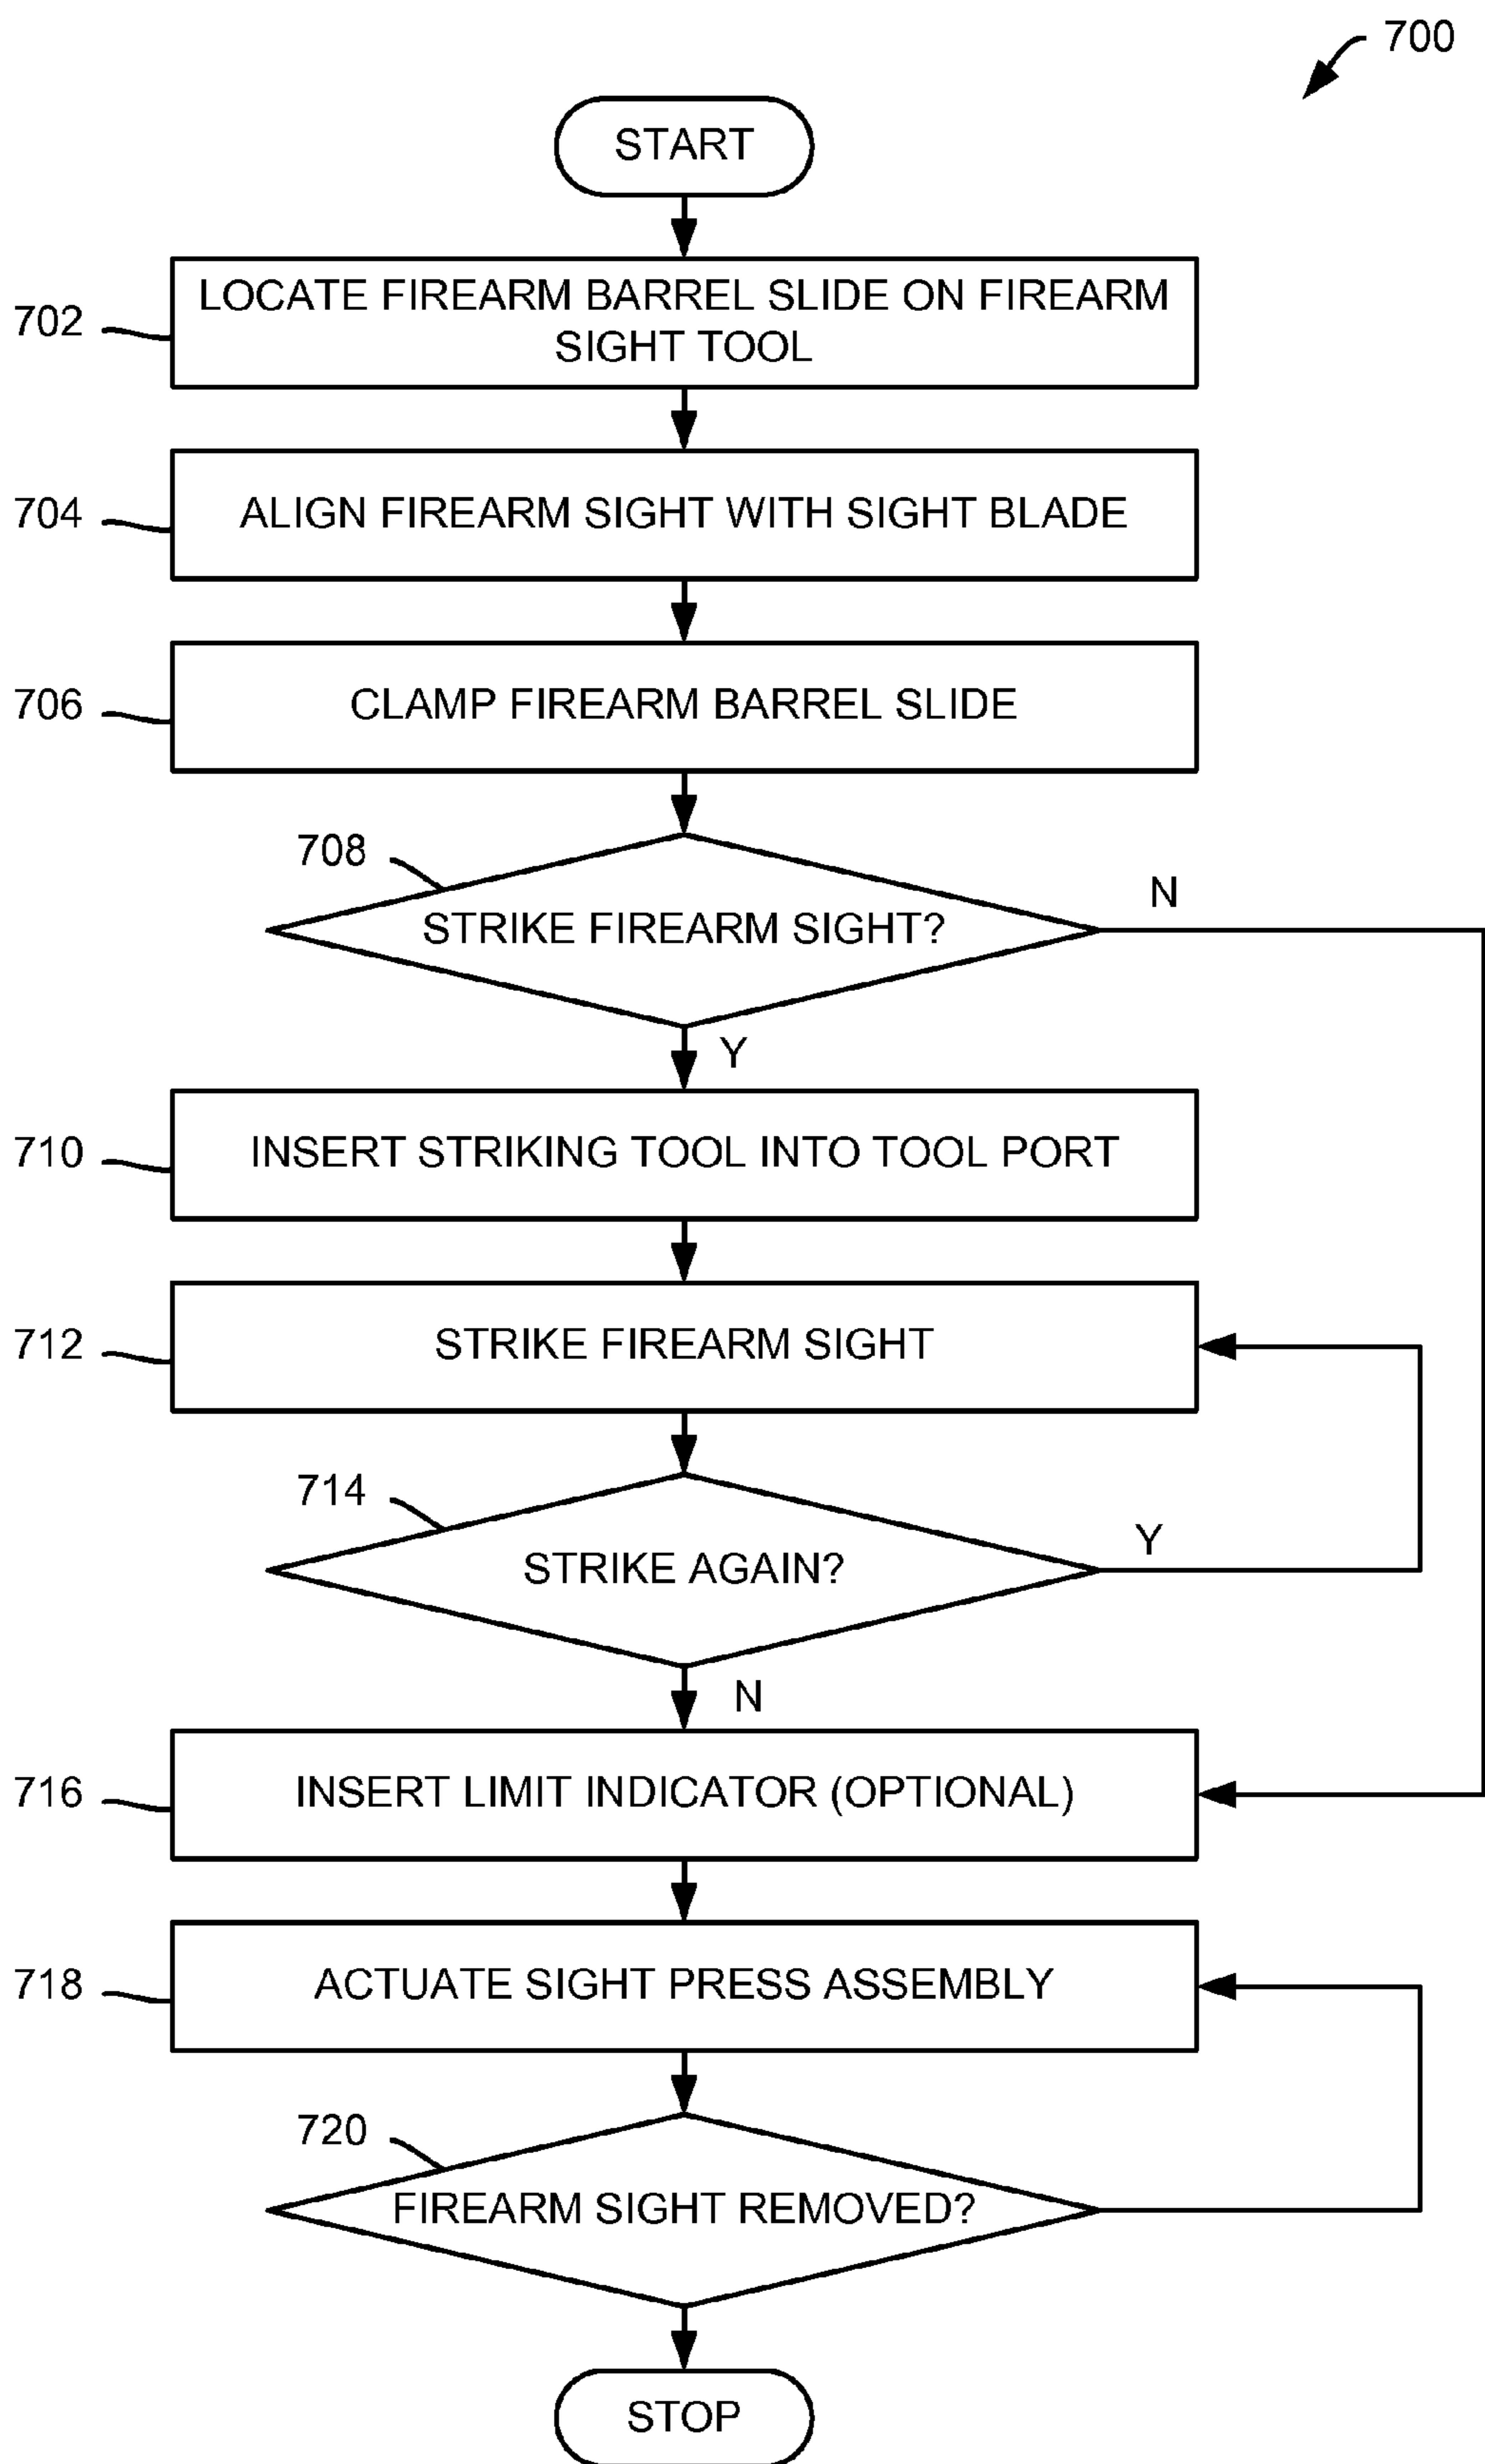 700
START
702
LOCATE FIREARM BARREL SLIDE ON FIREARM
SIGHT TOOL
704
ALIGN FIREARM SIGHT WITH SIGHT BLADE
706
CLAMP FIREARM BARREL SLIDE
708
STRIKE FIREARM SIGHT?
N
Y
710
INSERT STRIKING TOOL INTO TOOL PORT
712
STRIKE FIREARM SIGHT
714
STRIKE AGAIN?
Y
N
716
INSERT LIMIT INDICATOR (OPTIONAL)
718
ACTUATE SIGHT PRESS ASSEMBLY
720
FIREARM SIGHT REMOVED?
STOP